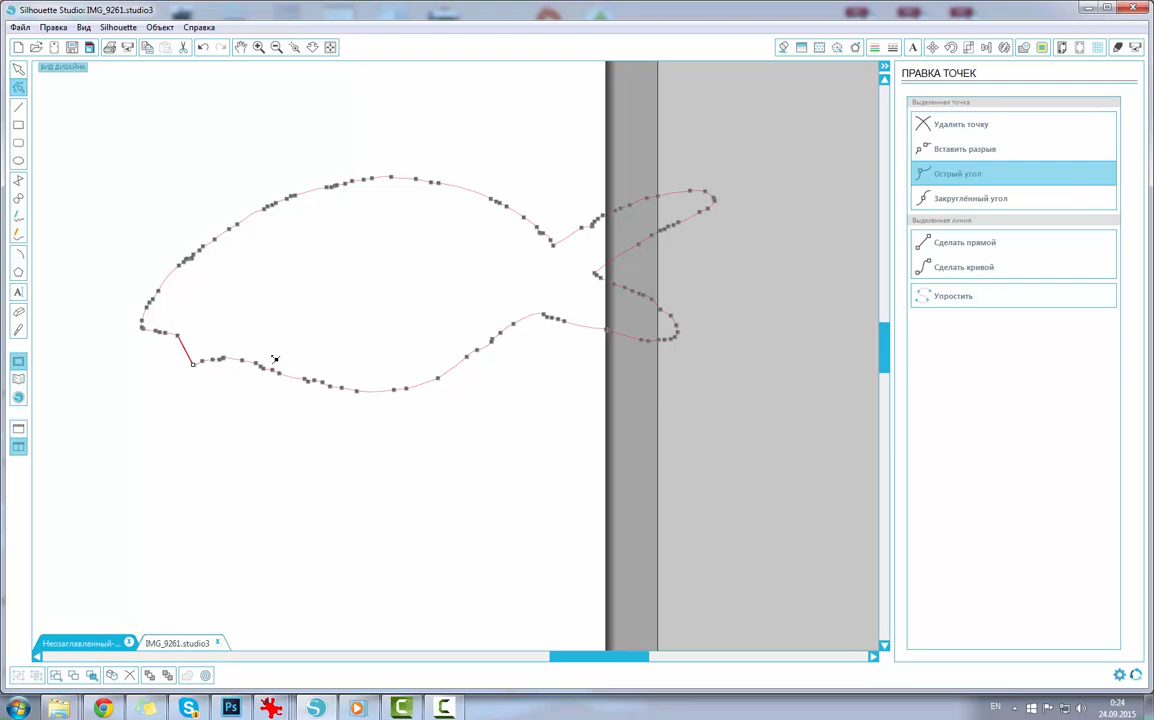 Silhouette Studio: IMG_9261.studio3
Файл Правка Вид Silhouette Объект Справка
ВИД ДИЗАЙНА
ПРАВКА ТОЧЕК
Выделенная точка
Удалить точку
Вставить разрыв
Острый угол
Закруглённый угол
Выделенная линия
Сделать прямой
Сделать кривой
Упростить
Неозаглавленный-... IMG_9261.studio3
EN
0:24
24.09.2015